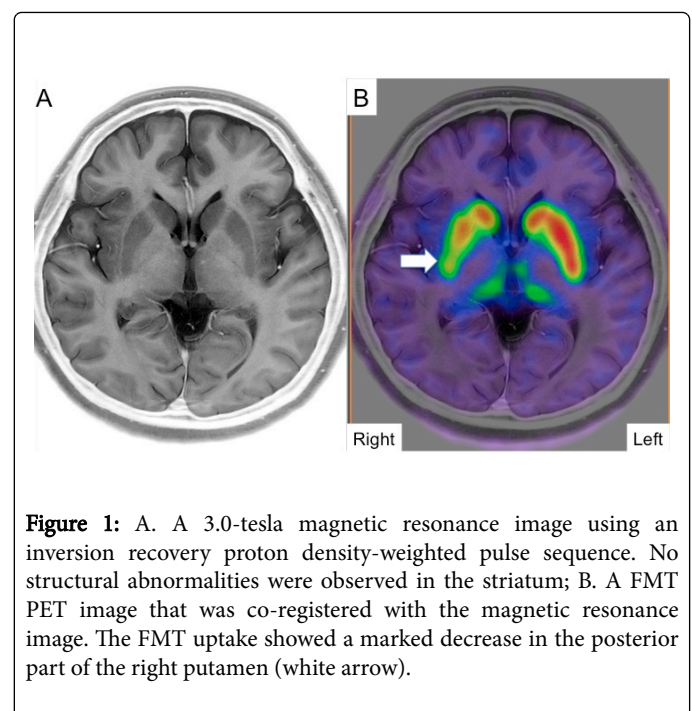 A
B
Right
Left
Figure 1: A. A 3.0-tesla magnetic resonance image using an
inversion recovery proton density-weighted pulse sequence. No
structural abnormalities were observed in the striatum; B. A FMT
PET image that was co-registered with the magnetic resonance
image. The FMT uptake showed a marked decrease in the posterior
part of the right putamen (white arrow).